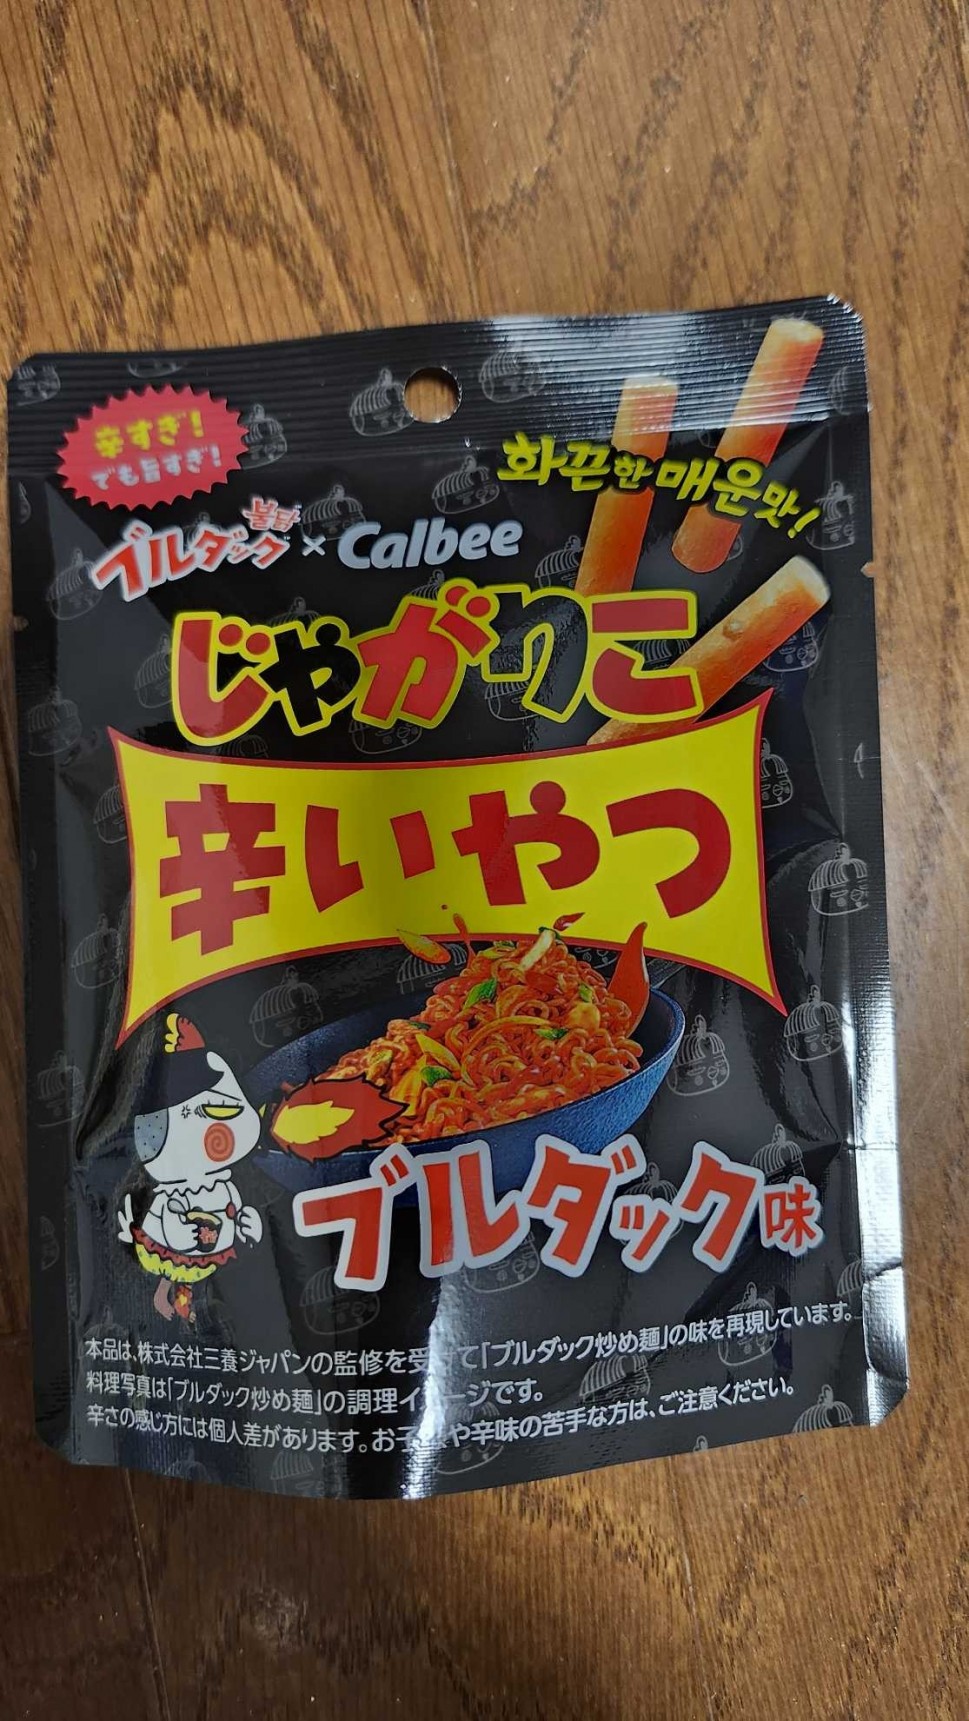 辛すぎ!
でも旨すぎ!
화끈한 매운맛!
불닭
ブルダック × Calbee
じゃがりこ
辛いやつ
ブルダック味
本品は、株式会社三養ジャパンの監修を受けて「ブルダック炒め麺」の味を再現しています。
料理写真は「ブルダック炒め麺」の調理イメージです。
辛さの感じ方には個人差があります。お子様や辛味の苦手な方は、ご注意ください。